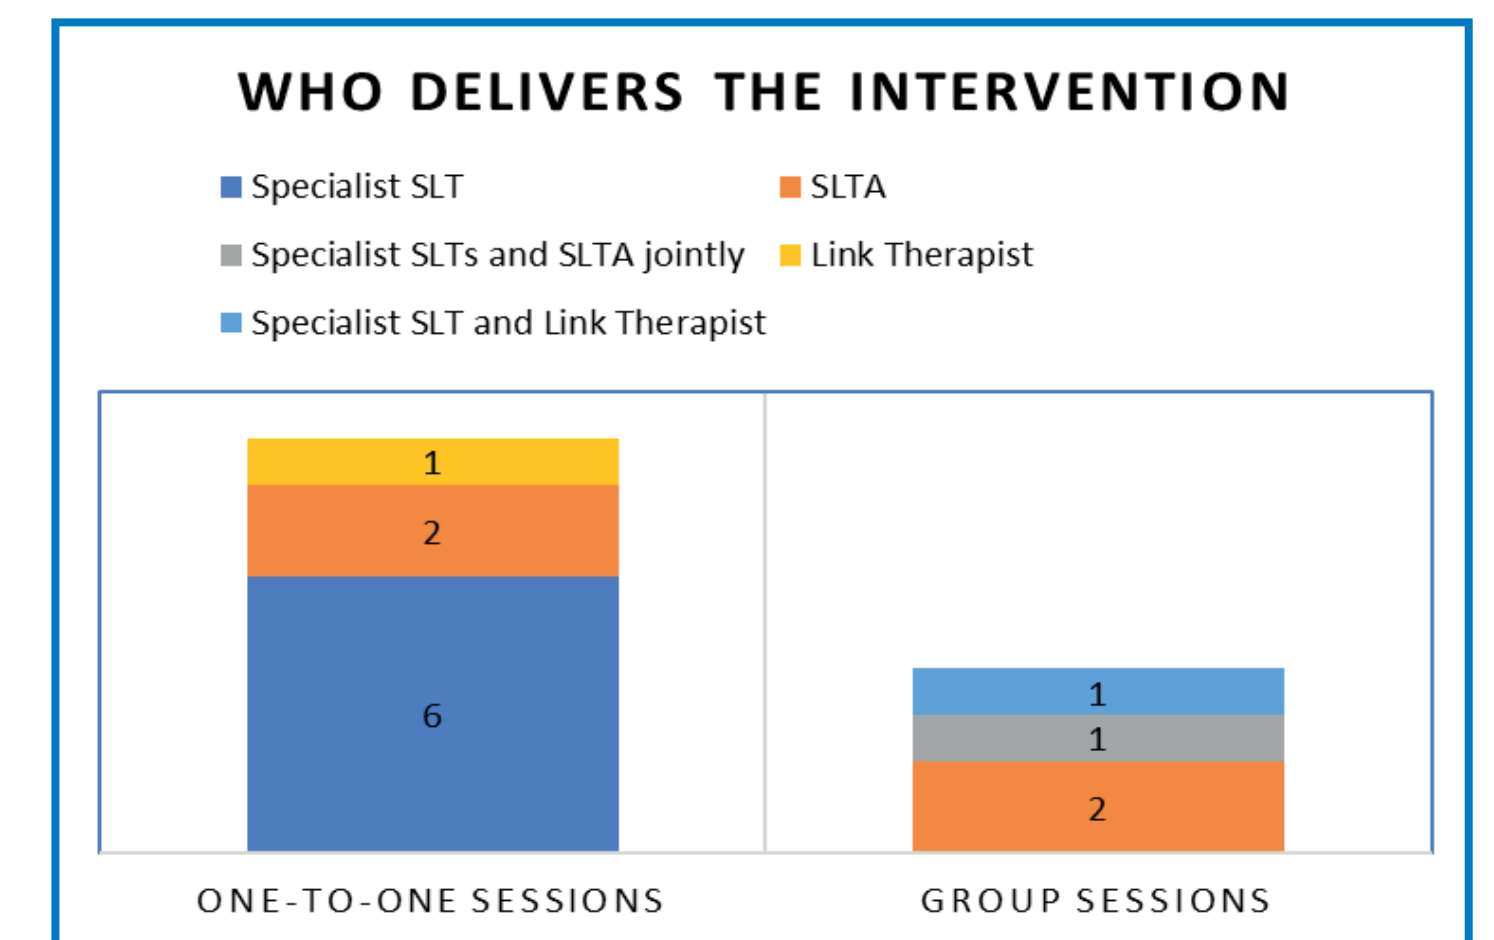 WHO DELIVERS THE INTERVENTION
Specialist SLT
SLTA
Specialist SLTs and SLTA jointly
Link Therapist
Specialist SLT and Link Therapist
1
2
6
1
1
2
ONE-TO-ONE SESSIONS
GROUP SESSIONS